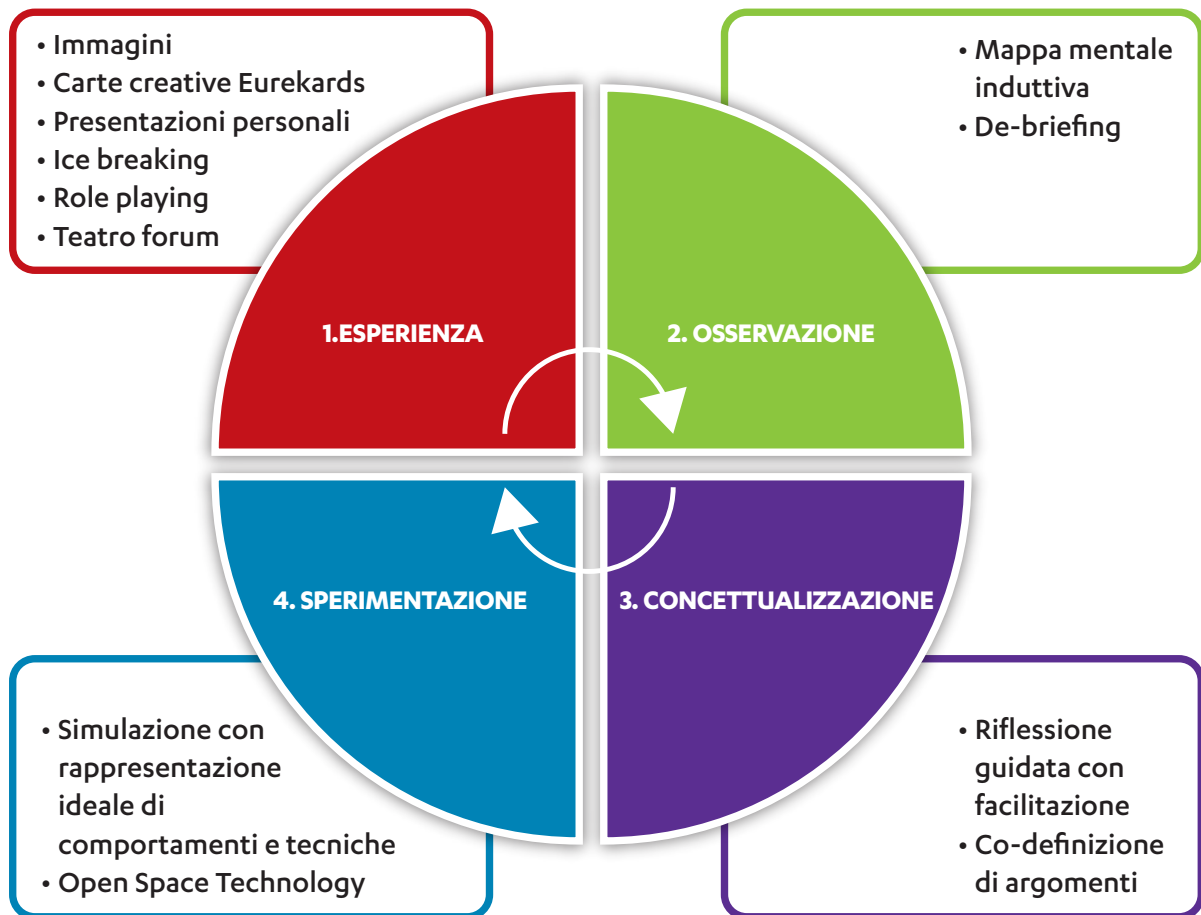 • Immagini
• Carte creative Eurekards
• Presentazioni personali
• Ice breaking
• Role playing
• Teatro forum
• Mappa mentale
induttiva
• De-briefing
1.ESPERIENZA
2. OSSERVAZIONE
4. SPERIMENTAZIONE
3. CONCETTUALIZZAZIONE
• Simulazione con
rappresentazione
ideale di
comportamenti e tecniche
• Open Space Technology
• Riflessione
guidata con
facilitazione
• Co-definizione
di argomenti